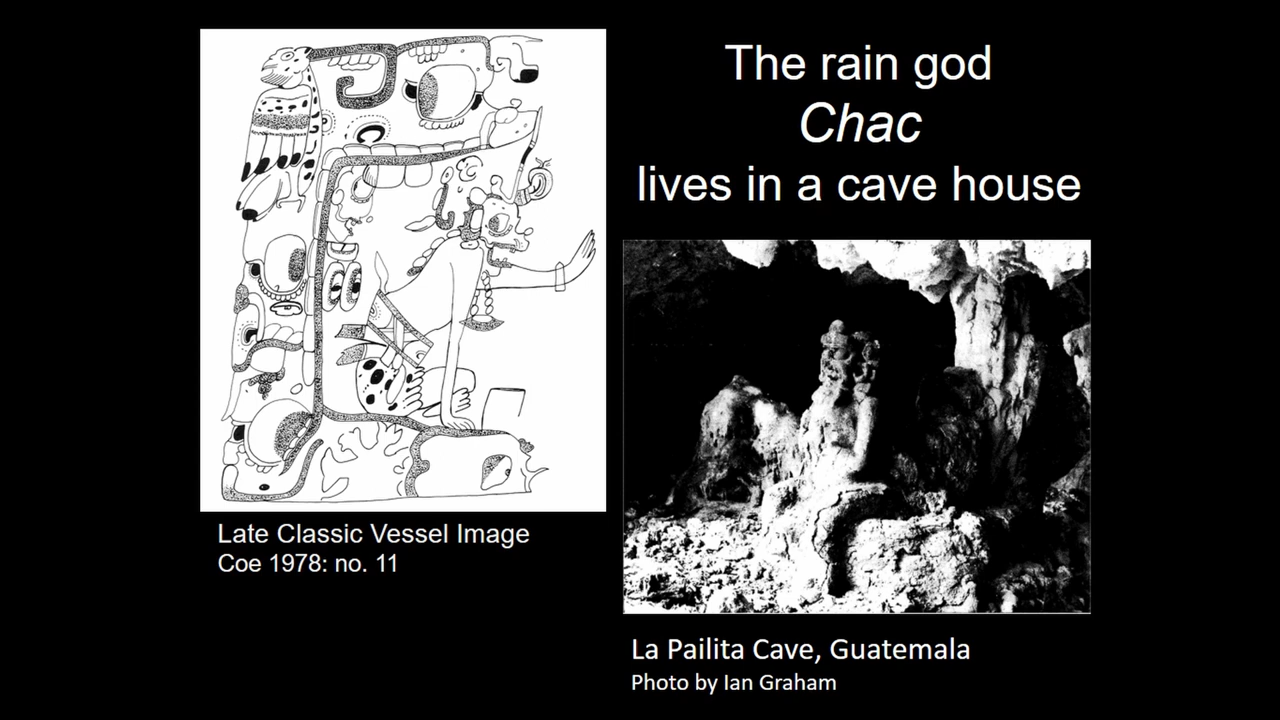 The rain god
Chac
lives in a cave house
Late Classic Vessel Image
Coe 1978: no. 11
La Pailita Cave, Guatemala
Photo by Ian Graham